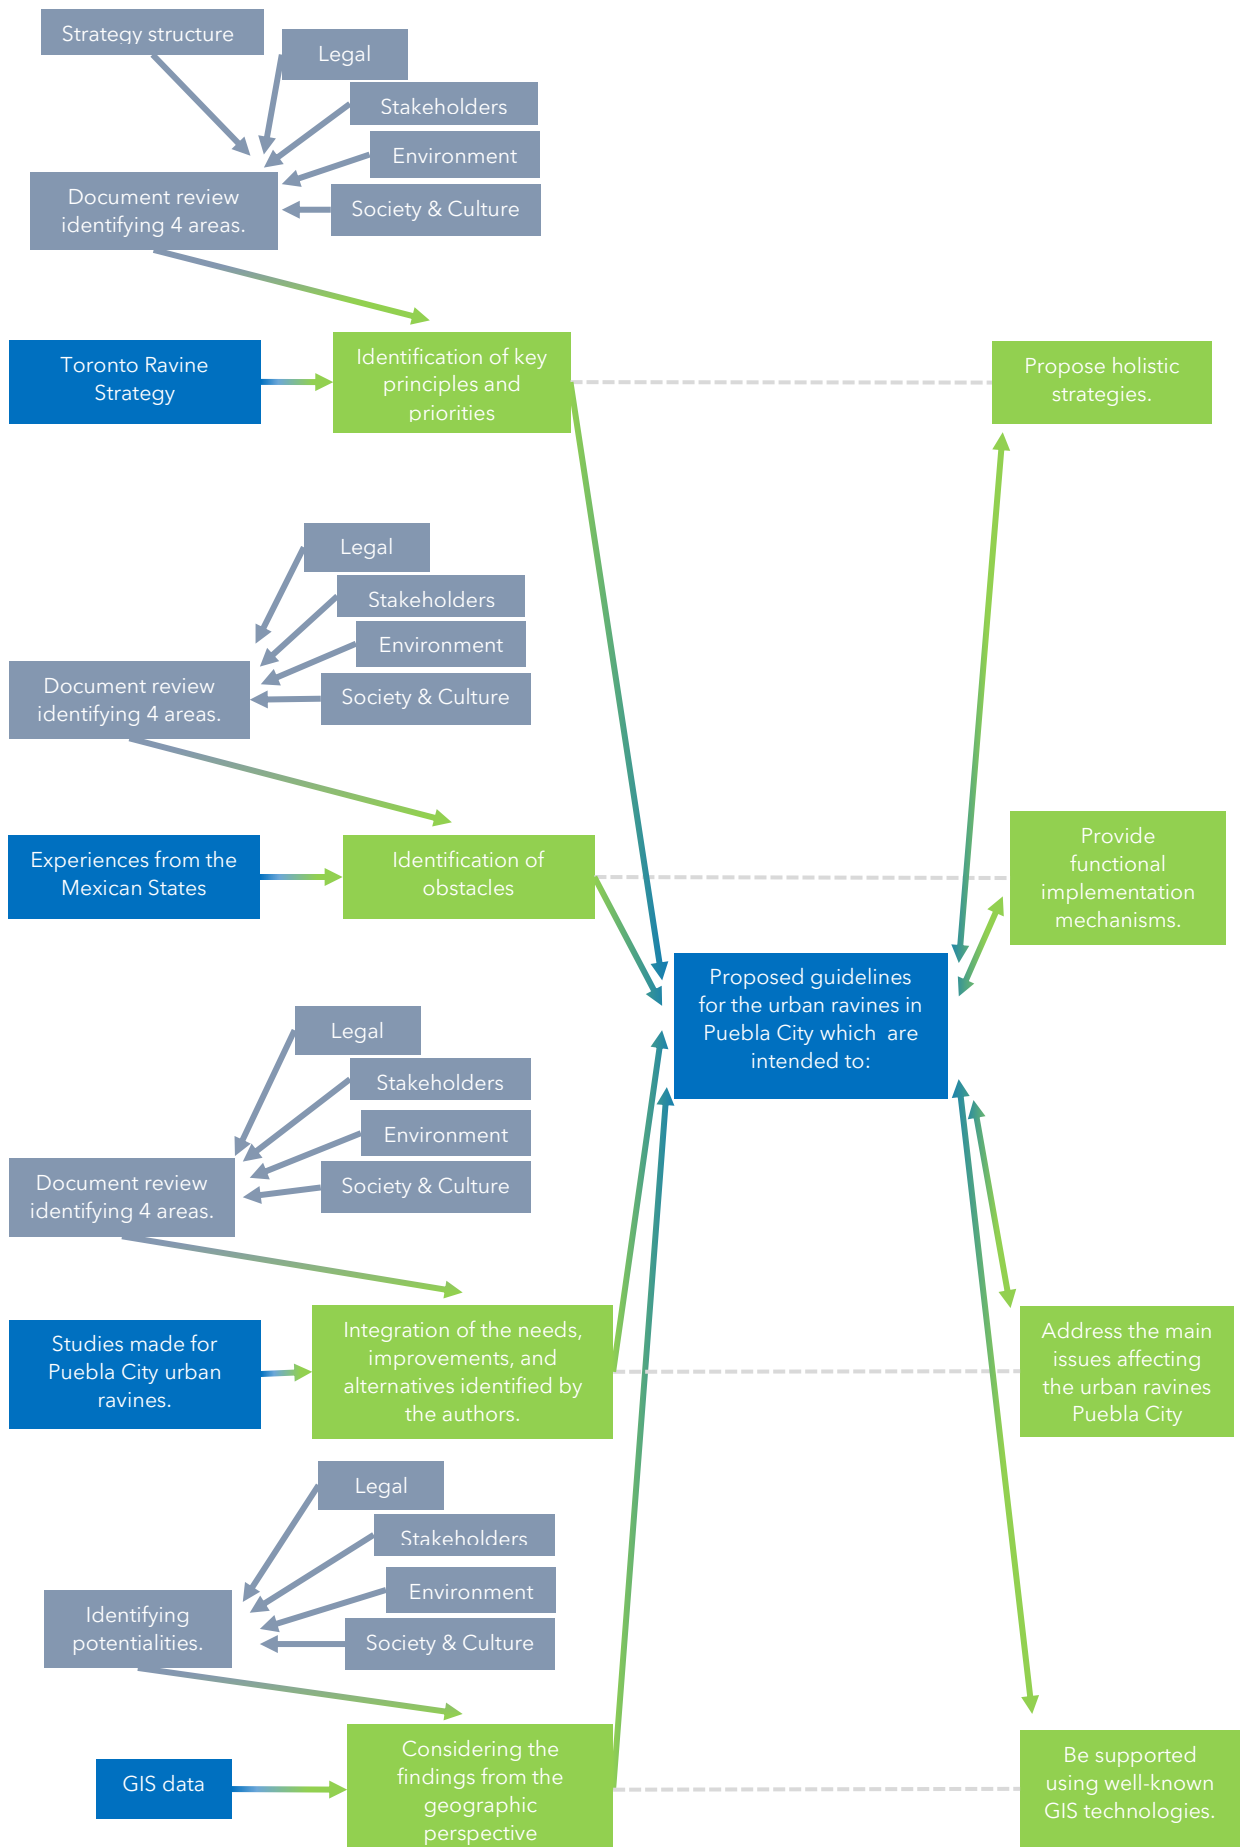 Strategy structure
Legal
Stakeholders
Environment
Society & Culture
Document review
identifying 4 areas.
Toronto Ravine
Strategy
Identification of key
principles and
priorities
Propose holistic
strategies.
Legal
Stakeholders
Environment
Society & Culture
Document review
identifying 4 areas.
Experiences from the
Mexican States
Identification of
obstacles
Provide
functional
implementation
mechanisms.
Proposed guidelines
for the urban ravines in
Puebla City which are
intended to:
Legal
Stakeholders
Environment
Society & Culture
Document review
identifying 4 areas.
Studies made for
Puebla City urban
ravines.
Integration of the needs,
improvements, and
alternatives identified by
the authors.
Address the main
issues affecting
the urban ravines
Puebla City
Legal
Stakeholders
Environment
Society & Culture
Identifying
potentialities.
GIS data
Considering the
findings from the
geographic
perspective
Be supported
using well-known
GIS technologies.